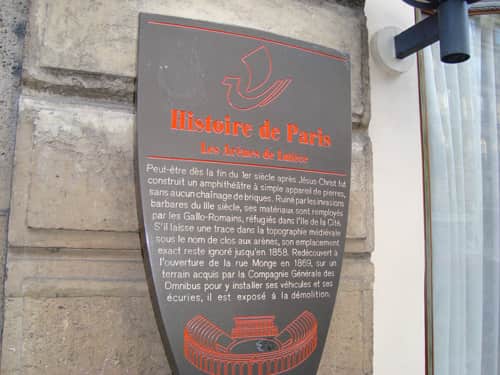 Histoire de Paris
Les Arènes de Lutèce
Peut-être dès la fin du 1er siècle après Jésus-Christ fut
construit un amphithéâtre à simple appareil de pierres,
sans aucun chaînage de briques. Ruiné par les invasions
barbares du IIIe siècle, ses matériaux sont remployés
par les Gallo-Romains, réfugiés dans l'île de la Cité.
S'il laisse une trace dans la topographie médiévale
sous le nom de clos aux arènes, son emplacement
exact reste ignoré jusqu'en 1858. Redécouvert à
l'ouverture de la rue Monge en 1869, sur un
terrain acquis par la Compagnie Générale des
Omnibus pour y installer ses véhicules et ses
écuries, il est exposé à la démolition.